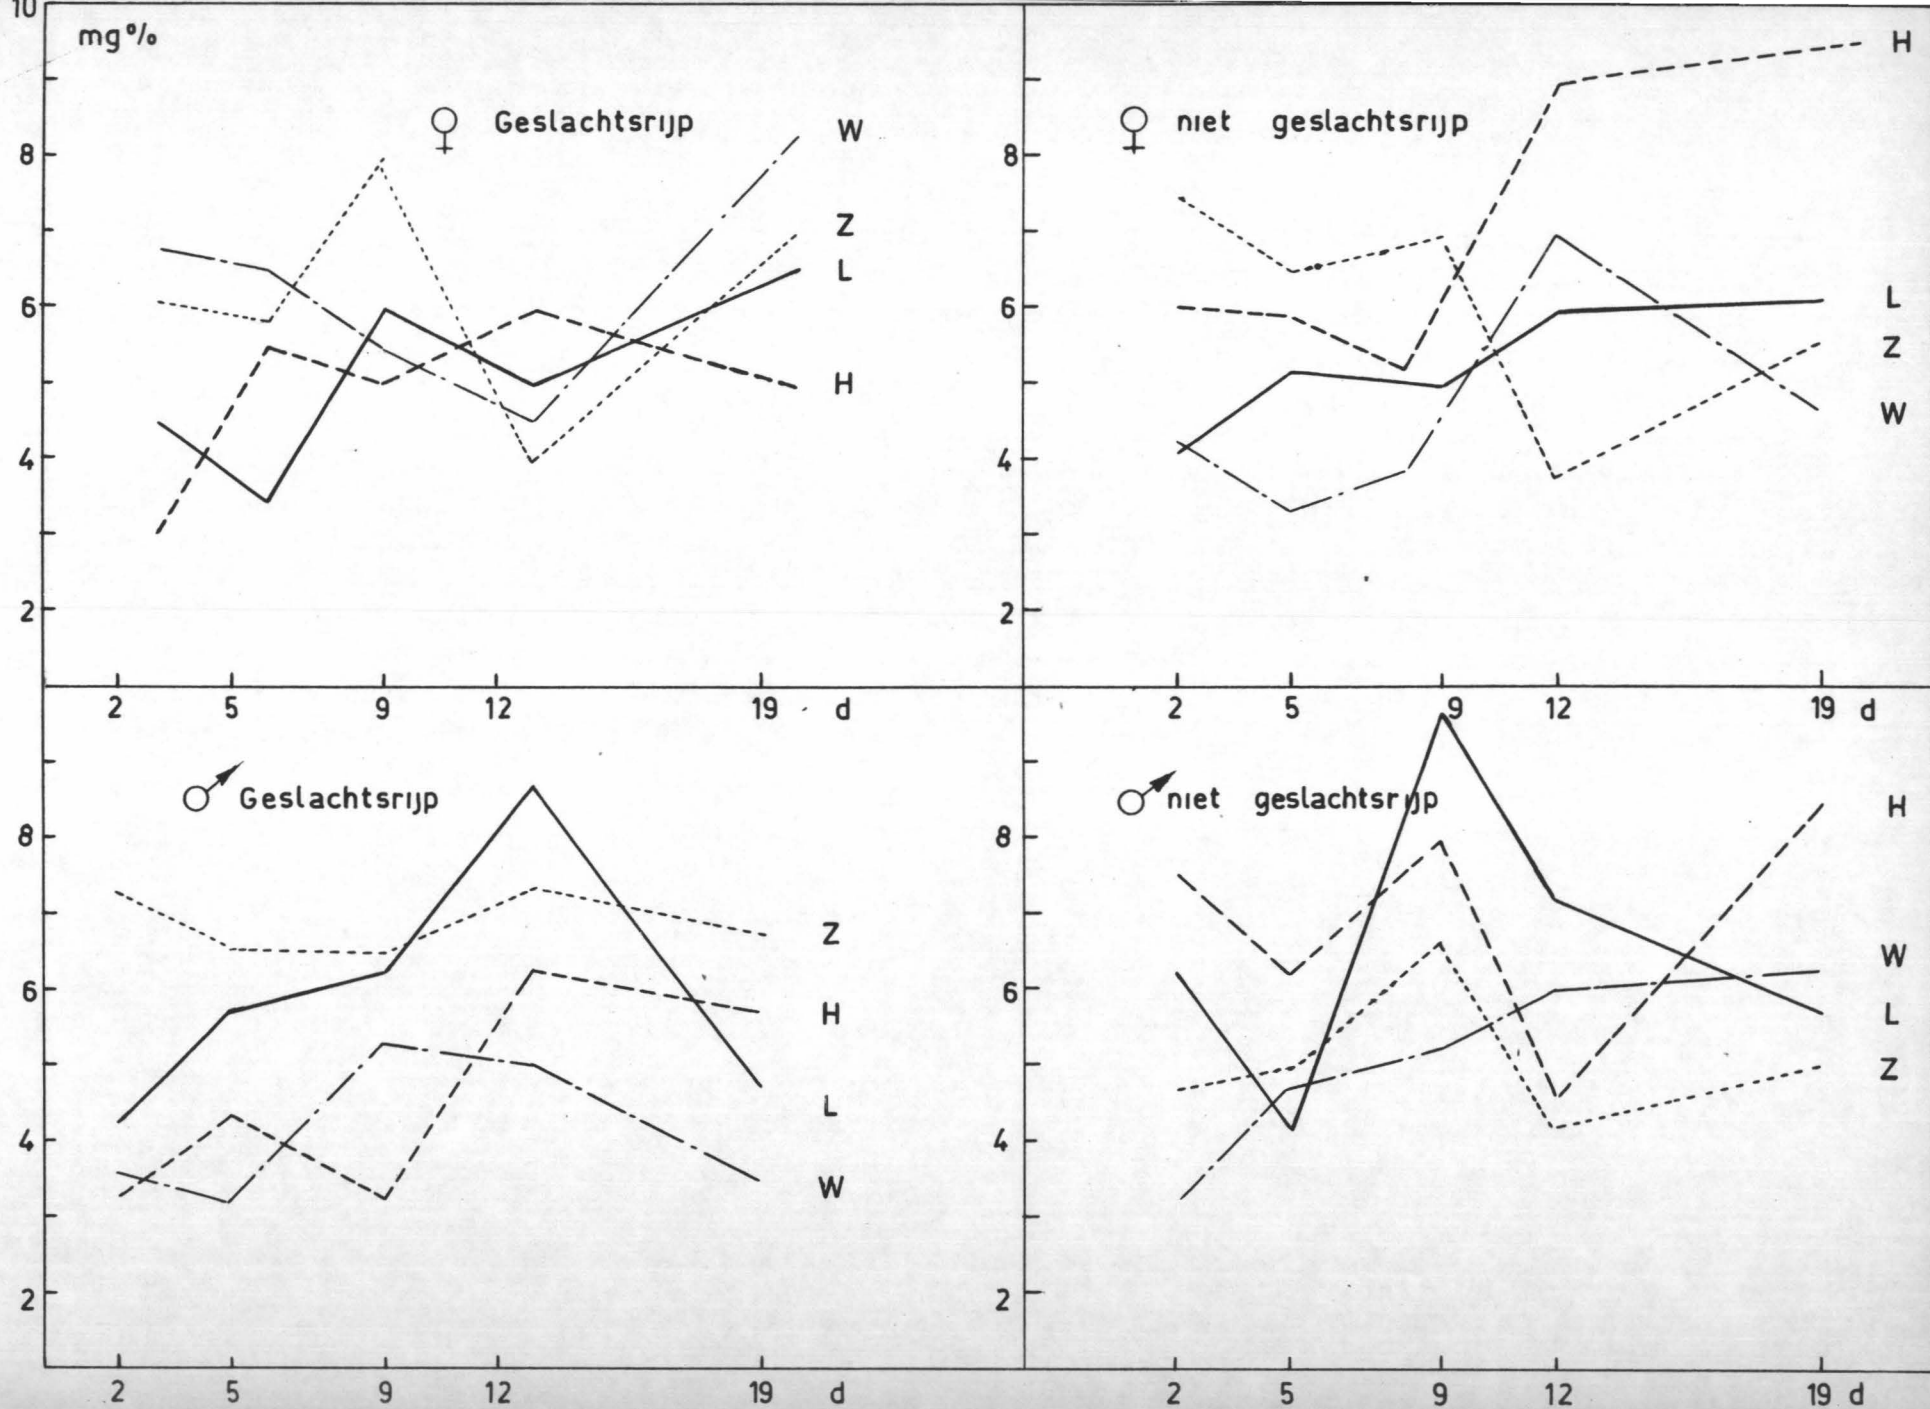 10
mg%
♀ Geslachtsrijp
W
8
Z
L
6
H
4
2
2 5 9 12 19 d
H
♀ niet geslachtsrijp
8
6
L
Z
W
4
2
2 5 9 12 19 d
♂ Geslachtsrijp
8
Z
6
H
L
4
W
2
2 5 9 12 19 d
♂ niet geslachtsrijp
H
8
W
6
L
Z
4
2
2 5 9 12 19 d